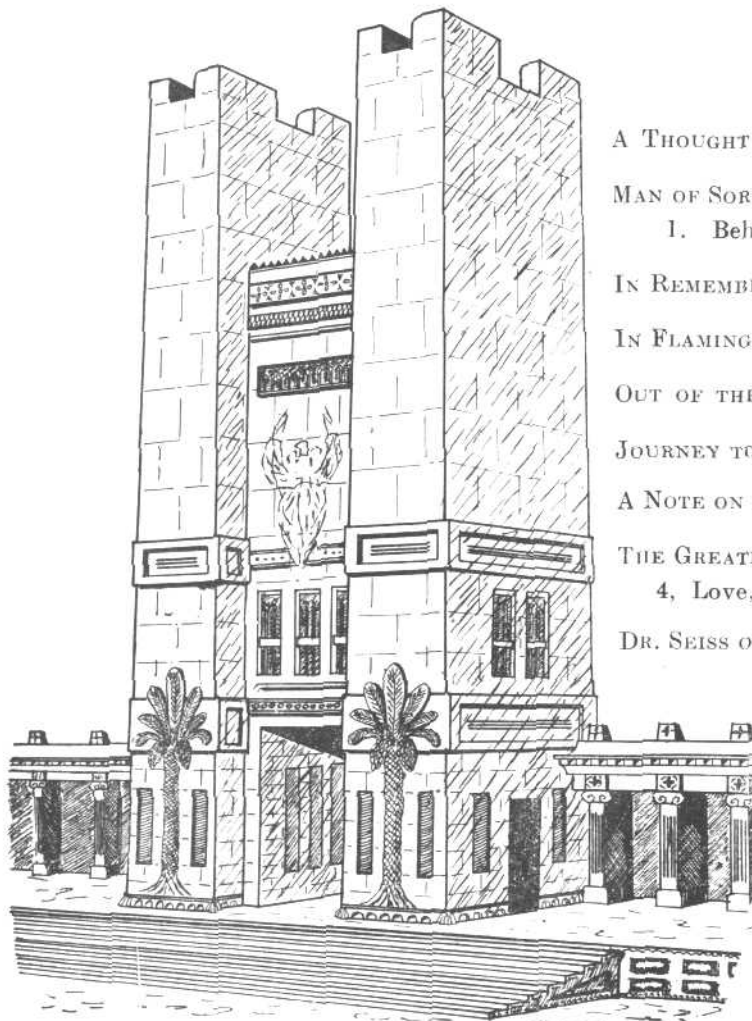 A THOUGHT
MAN OF SOR
1. Beh
IN REMEMB
IN FLAMING
OUT OF THE
JOURNEY TO
A NOTE ON
THE GREAT
4, Love,
DR. SEISS O